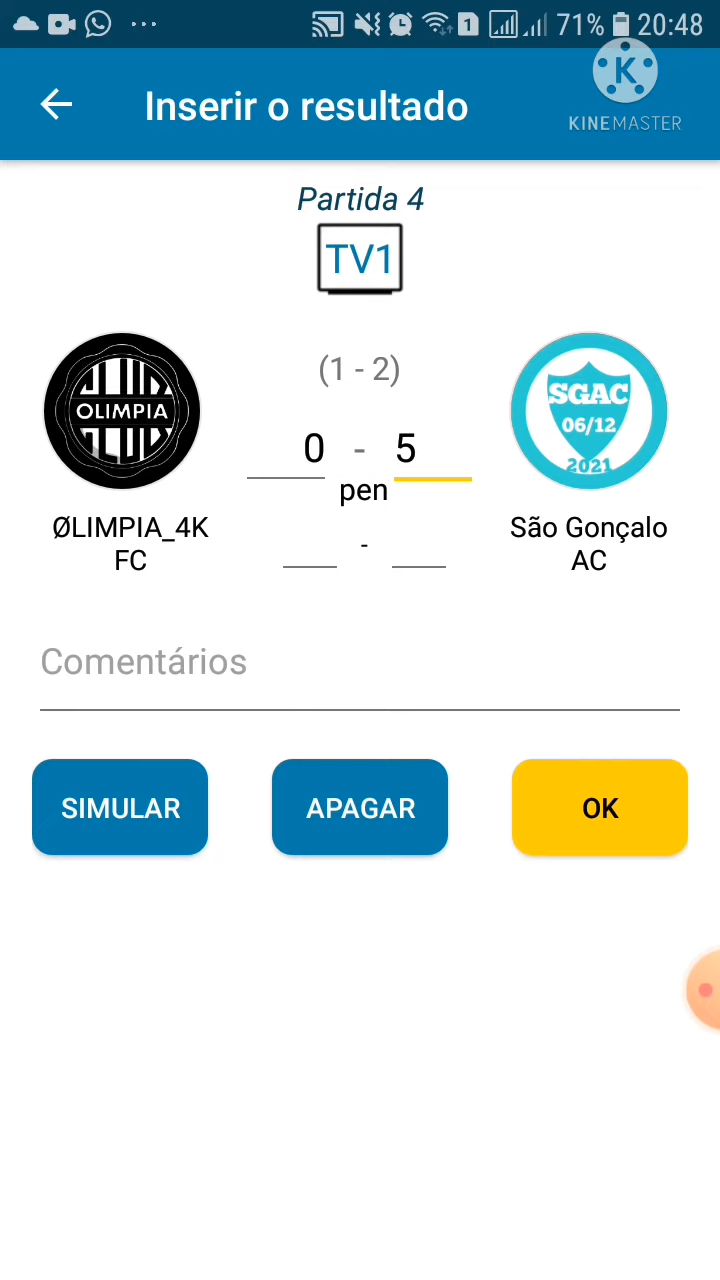 1 71% 20:48
Inserir o resultado
K
KINEMASTER
Partida 4
TV1
(1 - 2)
OLIMPIA
SGAC
06/12
2021
0 - 5
pen
-
ØLIMPIA_4K
FC
São Gonçalo
AC
Comentários
SIMULAR
APAGAR
OK